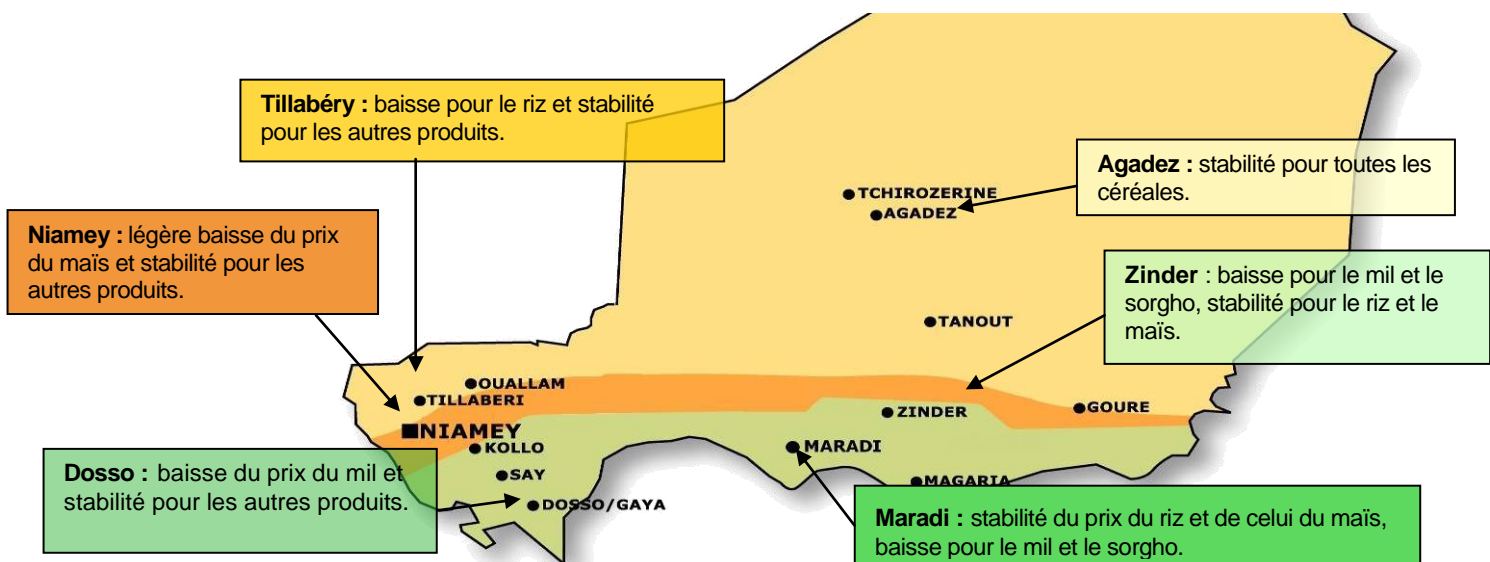 Tillabéry : baisse pour le riz et stabilité
pour les autres produits.
Agadez : stabilité pour toutes les
céréales.
TCHIROZERINE
AGADEZ
Niamey : légère baisse du prix
du maïs et stabilité pour les
autres produits.
Zinder : baisse pour le mil et le
sorgho, stabilité pour le riz et le
maïs.
TANOUT
OUALLAM
TILLABERI
ZINDER
GOURE
NIAMEY
KOLLO
MARADI
Dosso : baisse du prix du mil et
stabilité pour les autres produits.
SAY
MAGARIA
DOSSO/GAYA
Maradi : stabilité du prix du riz et de celui du maïs,
baisse pour le mil et le sorgho.